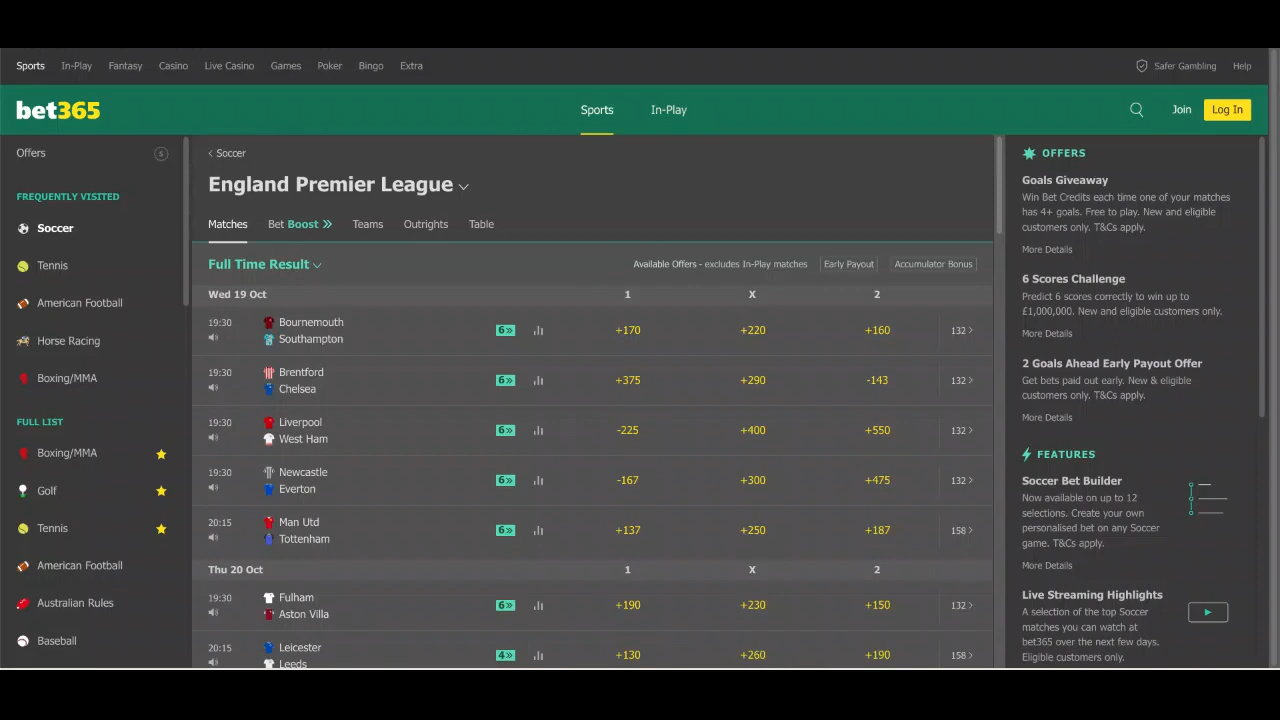 Sports In-Play Fantasy Casino Live Casino Games Poker Bingo Extra Safer Gambling Help
bet365 Sports In-Play Join Log In
Offers S
FREQUENTLY VISITED
Soccer
Tennis
American Football
Horse Racing
Boxing/MMA
FULL LIST
Boxing/MMA
Golf
Tennis
American Football
Australian Rules
Baseball
< Soccer
England Premier League
Matches Bet Boost Teams Outrights Table
Full Time Result Available Offers - excludes In-Play matches Early Payout Accumulator Bonus
Wed 19 Oct 1 X 2
19:30 Bournemouth
Southampton 6» +170 +220 +160 132 >
19:30 Brentford
Chelsea 6» +375 +290 -143 132 >
19:30 Liverpool
West Ham 6» -225 +400 +550 132 >
19:30 Newcastle
Everton 6» -167 +300 +475 132 >
20:15 Man Utd
Tottenham 6» +137 +250 +187 158 >
Thu 20 Oct 1 X 2
19:30 Fulham
Aston Villa 6» +190 +230 +150 132 >
20:15 Leicester
Leeds 4» +130 +260 +190 158 >
OFFERS
Goals Giveaway
Win Bet Credits each time one of your matches
has 4+ goals. Free to play. New and eligible
customers only. T&Cs apply.
More Details
6 Scores Challenge
Predict 6 scores correctly to win up to
£1,000,000. New and eligible customers only.
More Details
2 Goals Ahead Early Payout Offer
Get bets paid out early. New & eligible
customers only. T&Cs apply.
More Details
FEATURES
Soccer Bet Builder
Now available on up to 12
selections. Create your own
personalised bet on any Soccer
game. T&Cs apply.
More Details
Live Streaming Highlights
A selection of the top Soccer
matches you can watch at
bet365 over the next few days.
Eligible customers only.